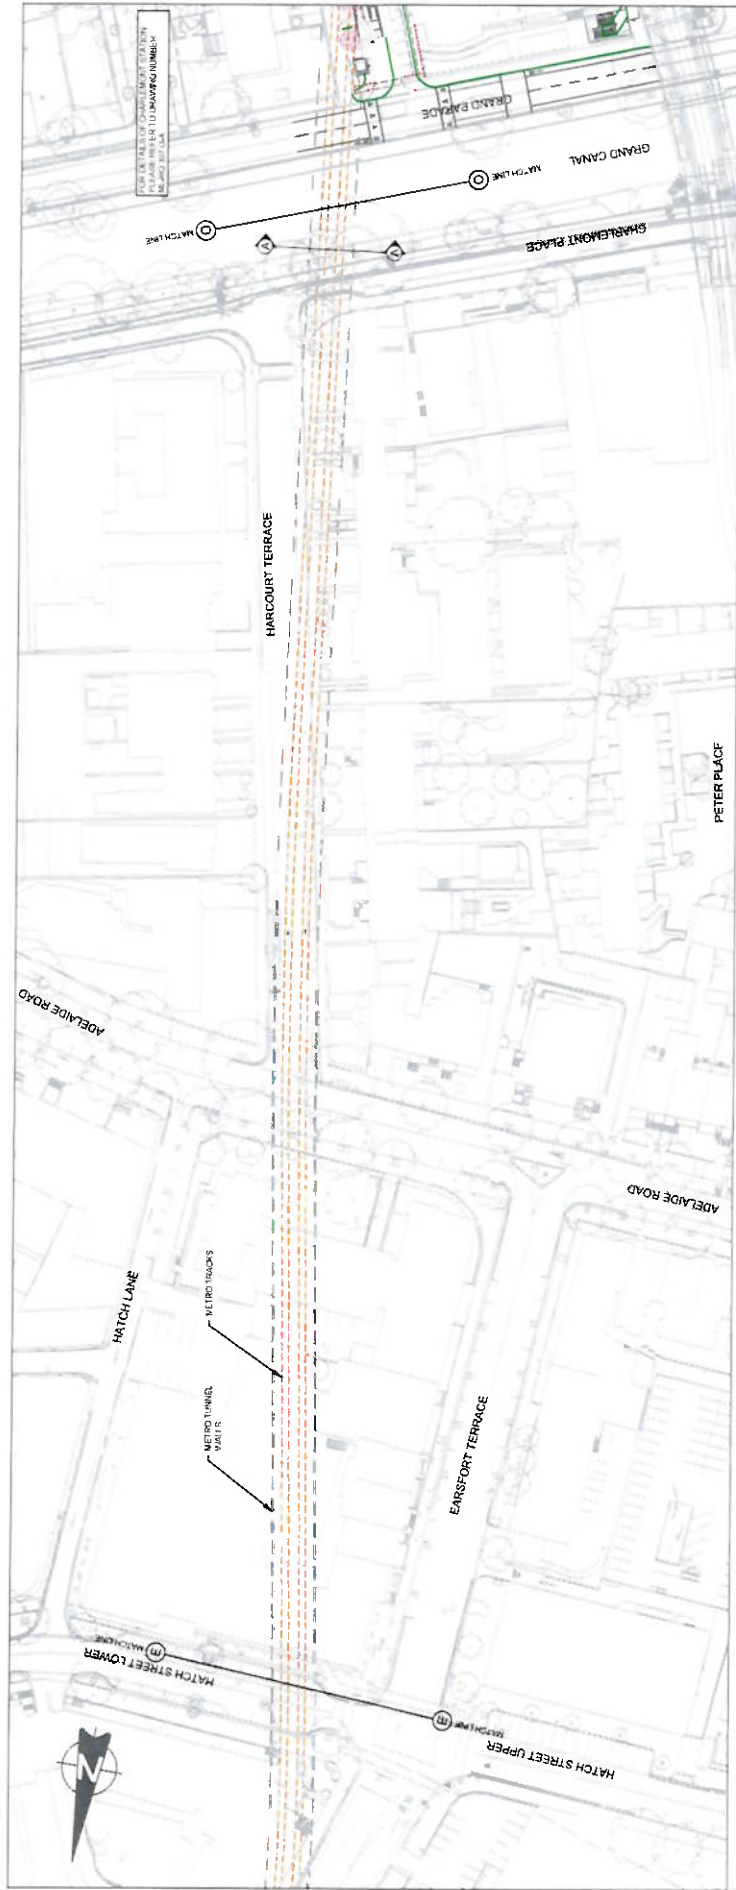 FOR DETAILS OF CHARLEMONT STATION
PLEASE REFER TO DRAWING NUMBER
GRAND PARADE
GRAND CANAL
MATCH LINE
O
MATCH LINE
O
A
A
CHARLEMONT PLACE
HARCOURT TERRACE
PETER PLACE
ADELAIDE ROAD
ADELAIDE ROAD
HATCH LANE
METRO TRACKS
METRO TUNNEL
WALLS
EARSFORT TERRACE
HATCH STREET LOWER
MATCH LINE
E
E
MATCH LINE
HATCH STREET UPPER
N